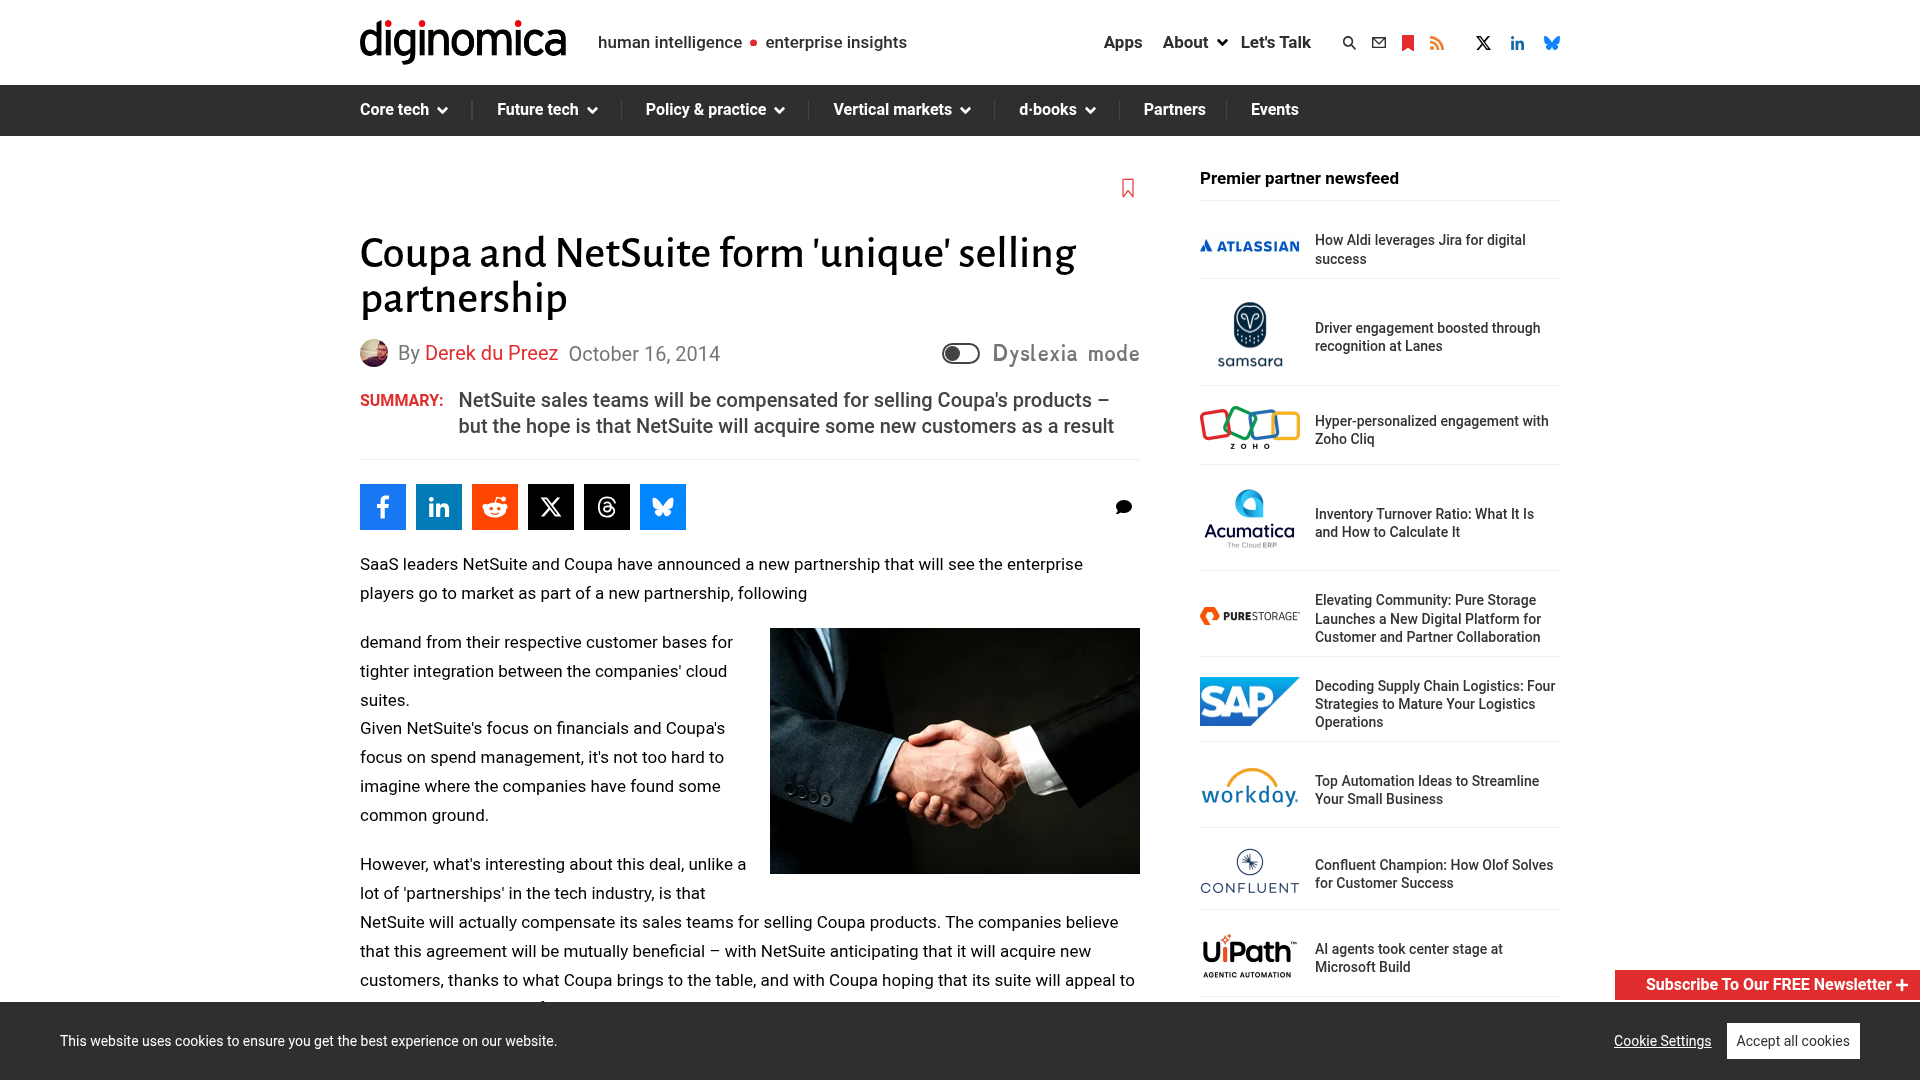 diginomica
human intelligence • enterprise insights
Apps
About
Let's Talk
Core tech
Future tech
Policy & practice
Vertical markets
d·books
Partners
Events
Coupa and NetSuite form 'unique' selling
partnership
By Derek du Preez October 16, 2014
Dyslexia mode
SUMMARY:
NetSuite sales teams will be compensated for selling Coupa's products –
but the hope is that NetSuite will acquire some new customers as a result
SaaS leaders NetSuite and Coupa have announced a new partnership that will see the enterprise
players go to market as part of a new partnership, following
demand from their respective customer bases for
tighter integration between the companies' cloud
suites.
Given NetSuite's focus on financials and Coupa's
focus on spend management, it's not too hard to
imagine where the companies have found some
common ground.
However, what's interesting about this deal, unlike a
lot of 'partnerships' in the tech industry, is that
NetSuite will actually compensate its sales teams for selling Coupa products. The companies believe
that this agreement will be mutually beneficial – with NetSuite anticipating that it will acquire new
customers, thanks to what Coupa brings to the table, and with Coupa hoping that its suite will appeal to
Premier partner newsfeed
ATLASSIAN
How Aldi leverages Jira for digital
success
samsara
Driver engagement boosted through
recognition at Lanes
ZOHO
Hyper-personalized engagement with
Zoho Cliq
Acumatica
The Cloud ERP
Inventory Turnover Ratio: What It Is
and How to Calculate It
PURESTORAGE
Elevating Community: Pure Storage
Launches a New Digital Platform for
Customer and Partner Collaboration
SAP
Decoding Supply Chain Logistics: Four
Strategies to Mature Your Logistics
Operations
workday.
Top Automation Ideas to Streamline
Your Small Business
CONFLUENT
Confluent Champion: How Olof Solves
for Customer Success
UiPath™
AGENTIC AUTOMATION
AI agents took center stage at
Microsoft Build
Subscribe To Our FREE Newsletter +
This website uses cookies to ensure you get the best experience on our website.
Cookie Settings
Accept all cookies